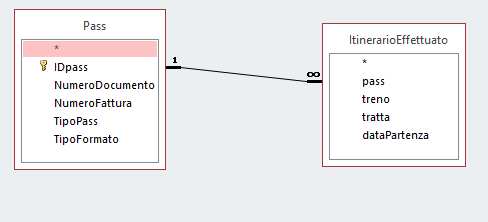 Pass
*
IDpass
NumeroDocumento
NumeroFattura
TipoPass
TipoFormato
1
∞
ItinerarioEffettuato
*
pass
treno
tratta
dataPartenza